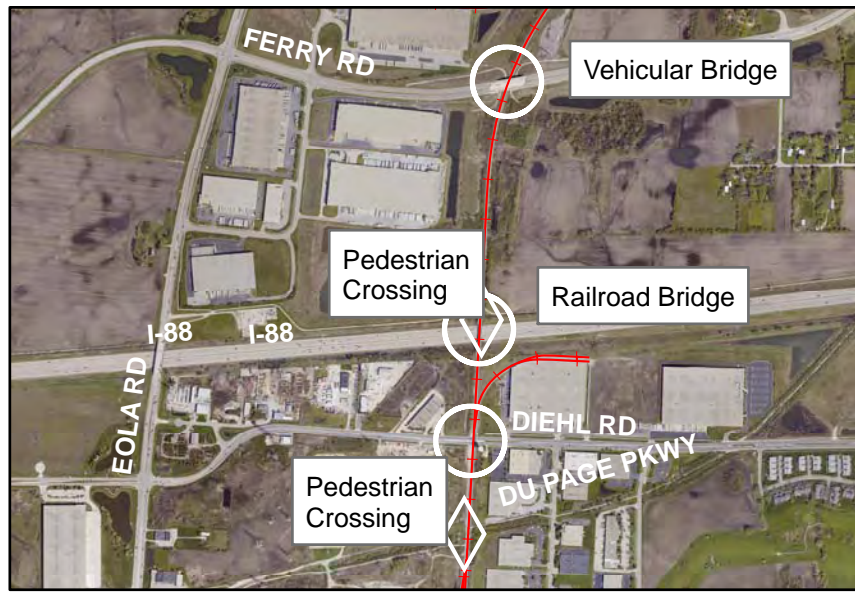 FERRY RD
Vehicular Bridge
Pedestrian
Crossing
Railroad Bridge
I-88
I-88
EOLA RD
DIEHL RD
DU PAGE PKWY
Pedestrian
Crossing